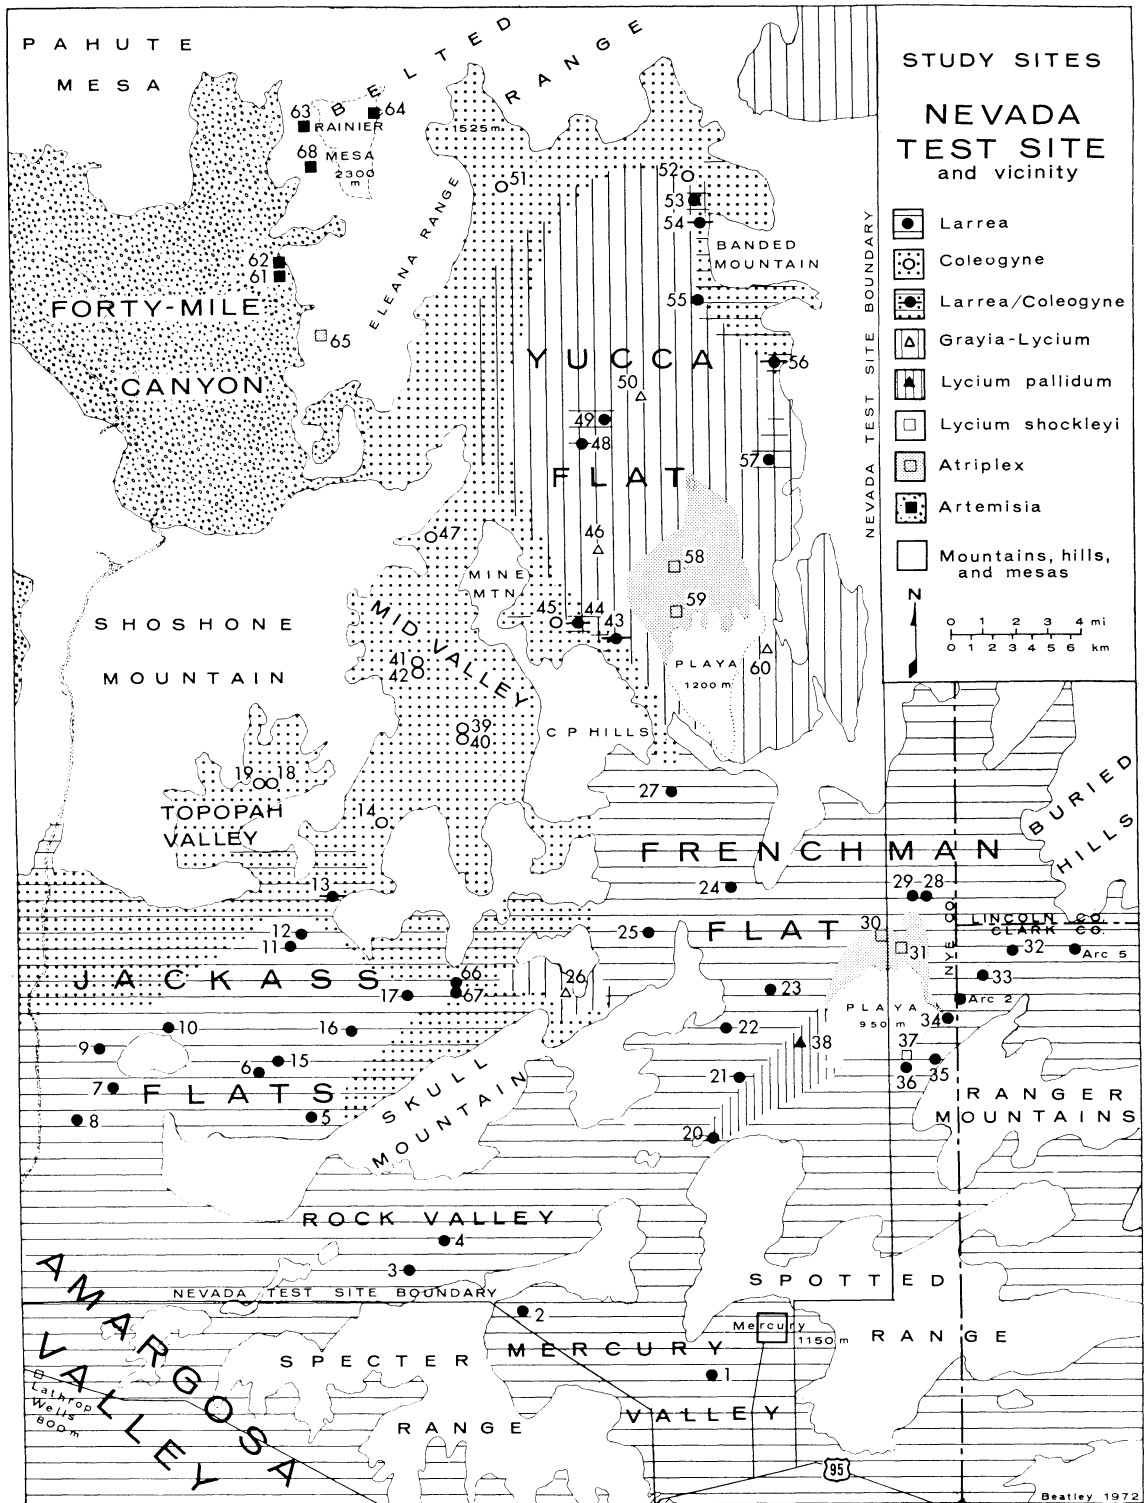 PAHUTE
MESA
BELTED
RANGE
63
64
RAINIER
68
MESA
2300
m
1525m
51
ELEANA RANGE
62
61
FORTY-MILE
65
CANYON
52
53
54
BANDED
MOUNTAIN
55
YUCCA
50
56
49
48
FLAT
57
NEVADA TEST SITE BOUNDARY
STUDY SITES
NEVADA
TEST SITE
and vicinity
Larrea
Coleogyne
Larrea/Coleogyne
Grayia-Lycium
Lycium pallidum
Lycium shockleyi
Atriplex
Artemisia
Mountains, hills,
and mesas
N
0 1 2 3 4 mi
0 1 2 3 4 5 6 km
47
46
58
MINE
MTN
59
45
44
43
SHOSHONE
MOUNTAIN
MID VALLEY
41
42
PLAYA
1200 m
60
39
40
CP HILLS
19
18
TOPOPAH
VALLEY
14
27
BURIED
HILLS
FRENCHMAN
13
24
29
28
12
11
25
FLAT
30
31
NYE CO
LINCOLN CO.
CLARK CO.
32
Arc 5
JACKASS
66
67
17
26
23
33
Arc 2
10
16
22
PLAYA
950 m
34
38
37
9
15
6
21
36
35
7
FLATS
SKULL
MOUNTAIN
RANGER
MOUNTAINS
8
5
20
ROCK VALLEY
4
3
NEVADA TEST SITE BOUNDARY
SPOTTED
RANGE
2
Mercury
1150 m
AMARGOSA
VALLEY
SPECTER
RANGE
MERCURY
VALLEY
1
Lathrop
Wells
800m
95
Beatley 1972